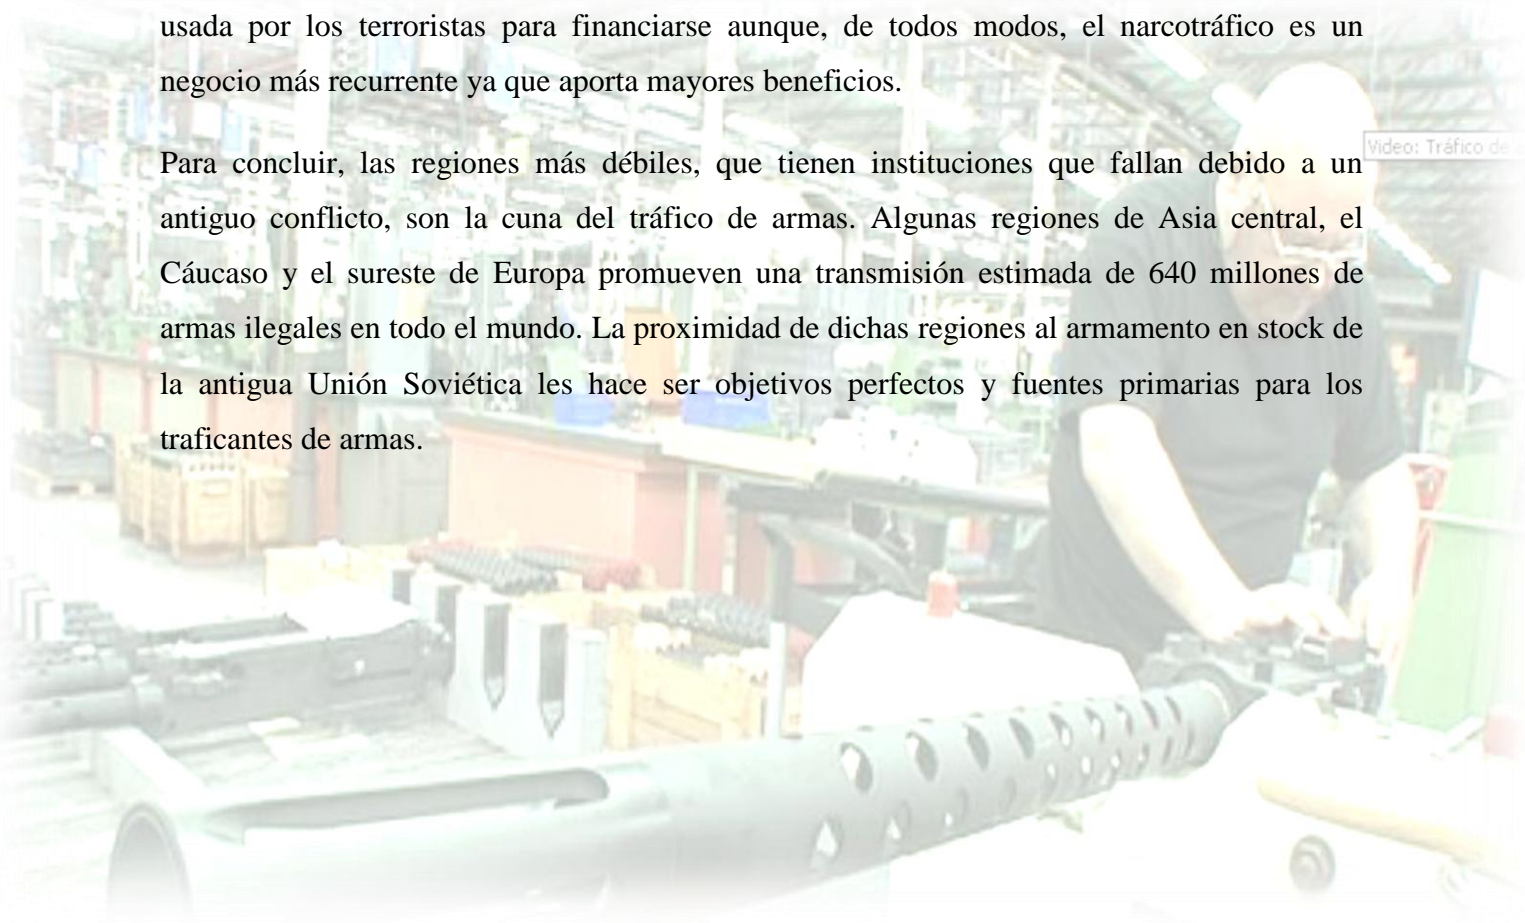 usada por los terroristas para financiarse aunque, de todos modos, el narcotráfico es un
negocio más recurrente ya que aporta mayores beneficios.
Video: Tráfico de
Para concluir, las regiones más débiles, que tienen instituciones que fallan debido a un
antiguo conflicto, son la cuna del tráfico de armas. Algunas regiones de Asia central, el
Cáucaso y el sureste de Europa promueven una transmisión estimada de 640 millones de
armas ilegales en todo el mundo. La proximidad de dichas regiones al armamento en stock de
la antigua Unión Soviética les hace ser objetivos perfectos y fuentes primarias para los
traficantes de armas.